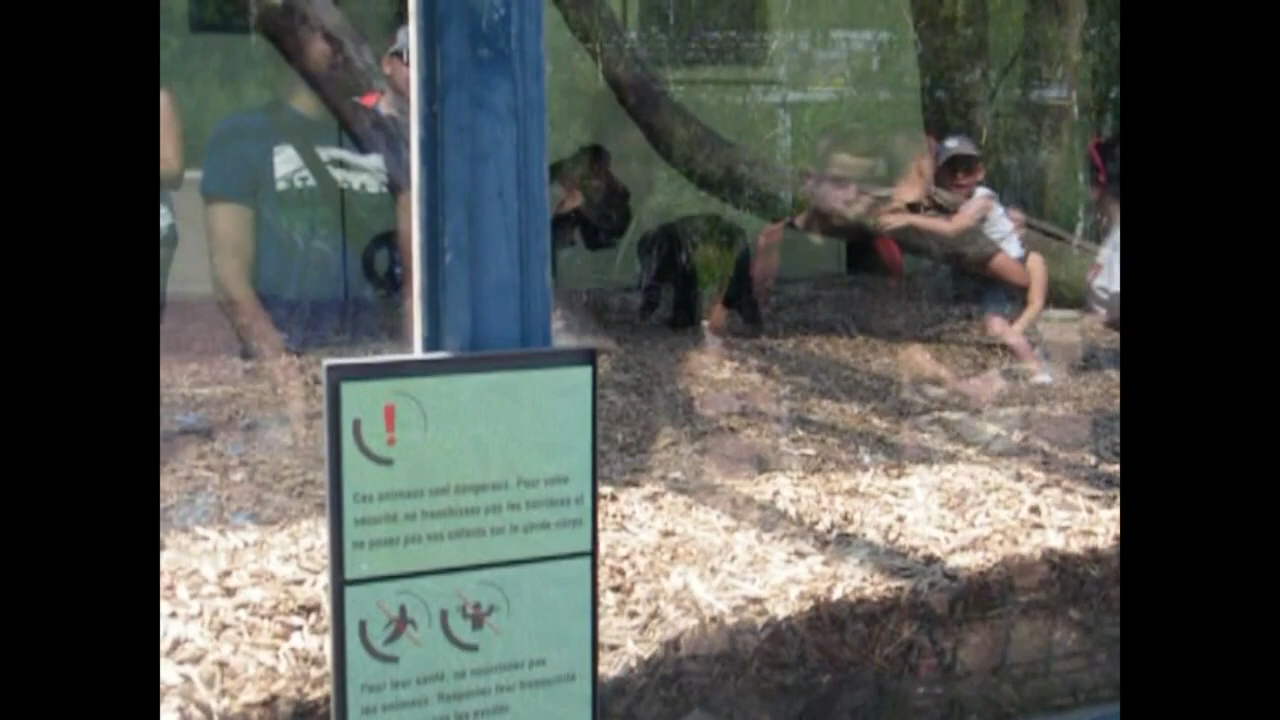 Ces animaux sont dangereux. Pour votre
sécurité, ne franchissez pas les barrières et
ne posez pas vos enfants sur le garde-corps.
Pour leur santé, ne nourrissez pas
les animaux. Respectez leur tranquillité